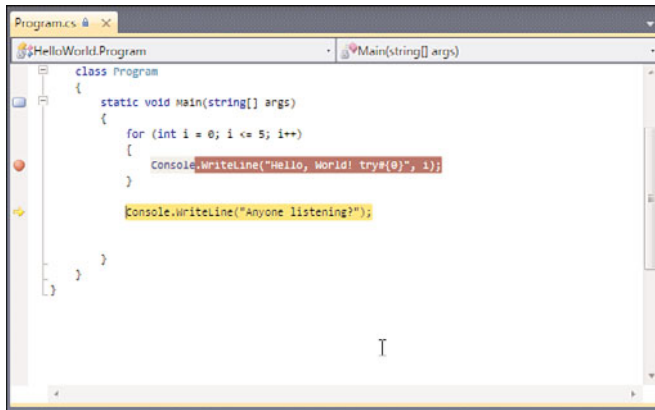 Program.cs
HelloWorld.Program
Main(string[] args)
class Program
{
static void Main(string[] args)
{
for (int i = 0; i <= 5; i++)
{
Console.WriteLine("Hello, World! try#{0}", i);
}
Console.WriteLine("Anyone listening?");
}
}
}